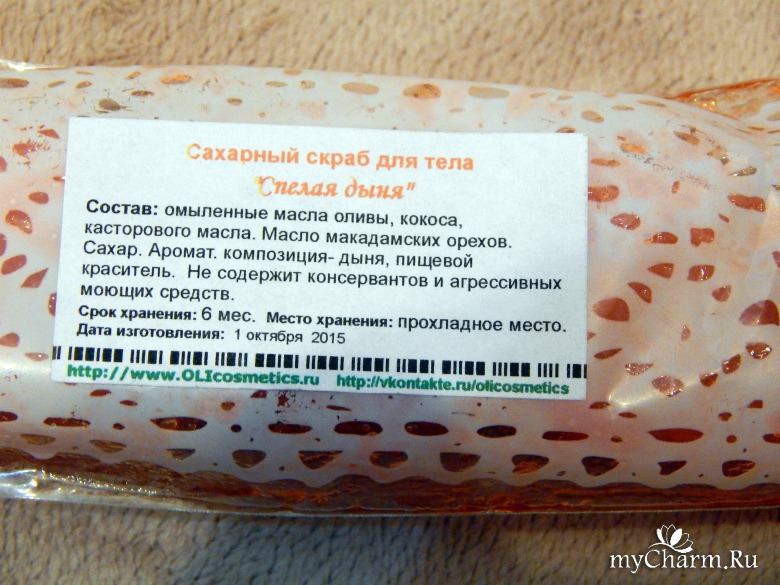 Сахарный скраб для тела
"Спелая дыня"
Состав: омыленные масла оливы, кокоса,
касторового масла. Масло макадамских орехов.
Сахар. Аромат. композиция- дыня, пищевой
краситель. Не содержит консервантов и агрессивных
моющих средств.
Срок хранения: 6 мес. Место хранения: прохладное место.
Дата изготовления: 1 октября 2015
http://www.OLIcosmetics.ru http://vkontakte.ru/olicosmetics
myCharm.Ru